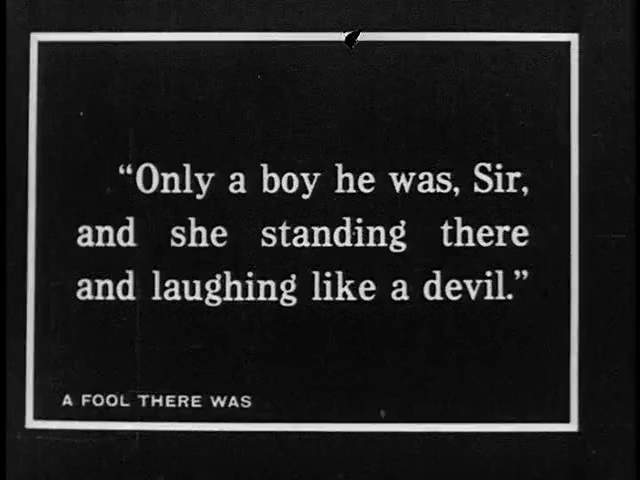 “Only a boy he was, Sir,
and she standing there
and laughing like a devil.”
A FOOL THERE WAS